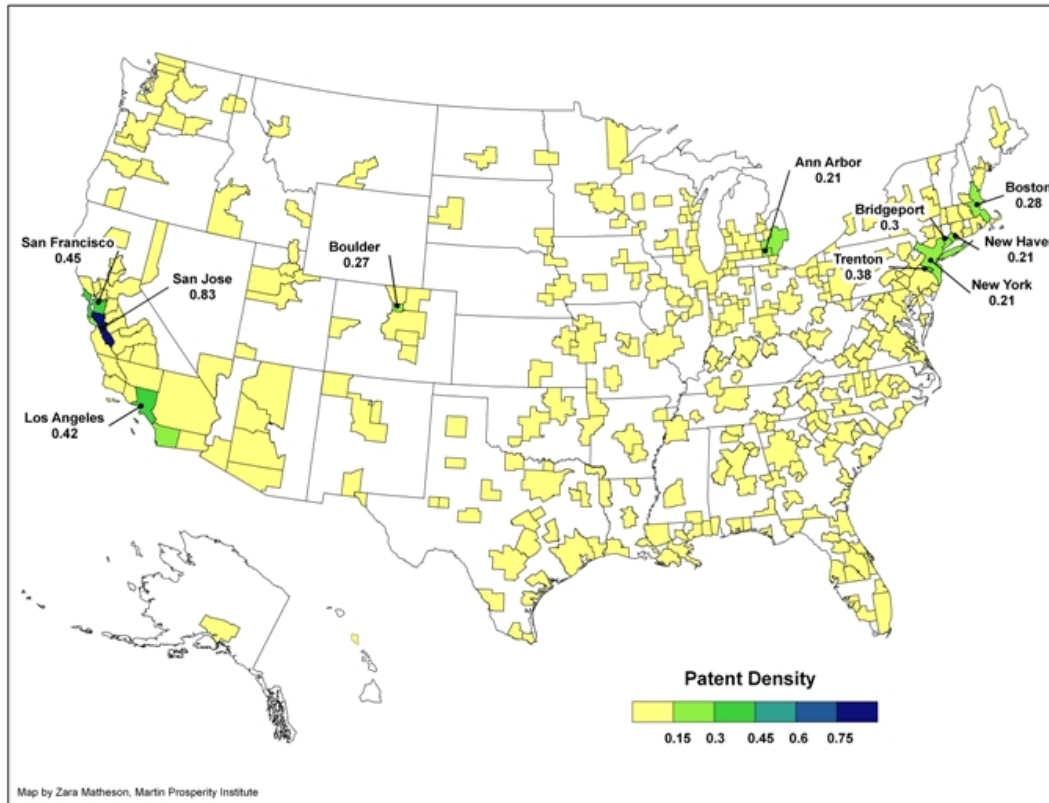 Ann Arbor
0.21
Boston
0.28
Bridgeport
0.3
San Francisco
0.45
Boulder
0.27
New Haven
0.21
San Jose
0.83
Trenton
0.38
New York
0.21
Los Angeles
0.42
Patent Density
0.15 0.3 0.45 0.6 0.75
Map by Zara Matheson, Martin Prosperity Institute